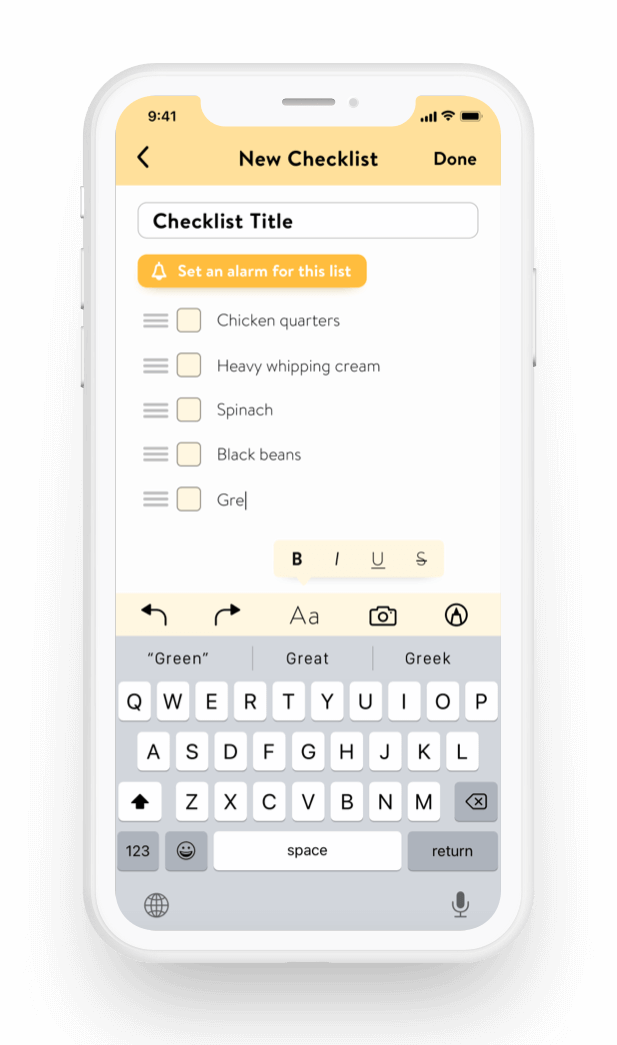 9:41
New Checklist Done
Checklist Title
Set an alarm for this list
Chicken quarters
Heavy whipping cream
Spinach
Black beans
Gre
B I U S
Aa
“Green” Great Greek
Q W E R T Y U I O P
A S D F G H J K L
Z X C V B N M
123 space return